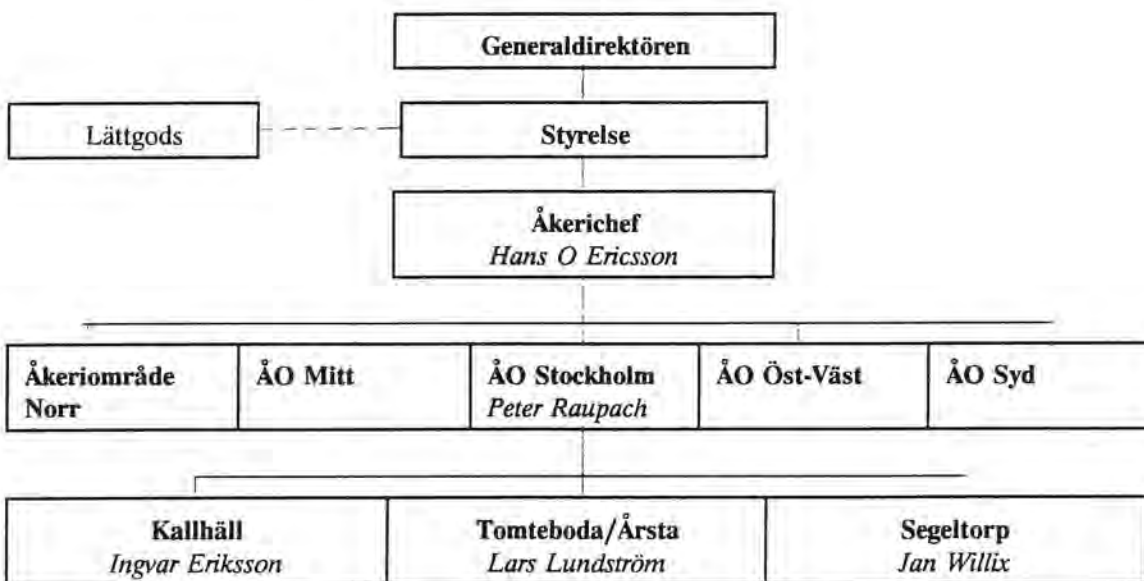 Generaldirektören
Lättgods
Styrelse
Åkerichef
Hans O Ericsson
Åkeriområde
Norr
ÅO Mitt
ÅO Stockholm
Peter Raupach
ÅO Öst-Väst
ÅO Syd
Kallhäll
Ingvar Eriksson
Tomteboda/Årsta
Lars Lundström
Segeltorp
Jan Willix